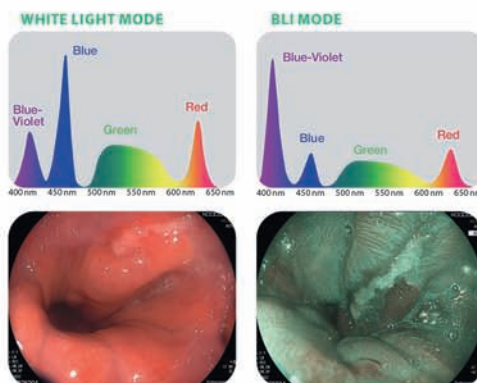 WHITE LIGHT MODE
BLI MODE
Blue
Blue-
Violet
Green
Red
400 nm 450 nm 500 nm 550 nm 600 nm 650 nm
Blue-Violet
Blue
Green
Red
400 nm 450 nm 500 nm 550 nm 600 nm 650 nm